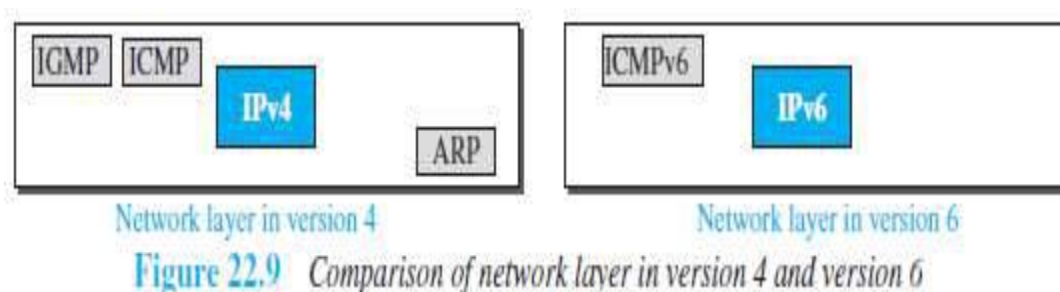 IGMP ICMP
IPv4
ARP
Network layer in version 4
ICMPv6
IPv6
Network layer in version 6
Figure 22.9 Comparison of network layer in version 4 and version 6